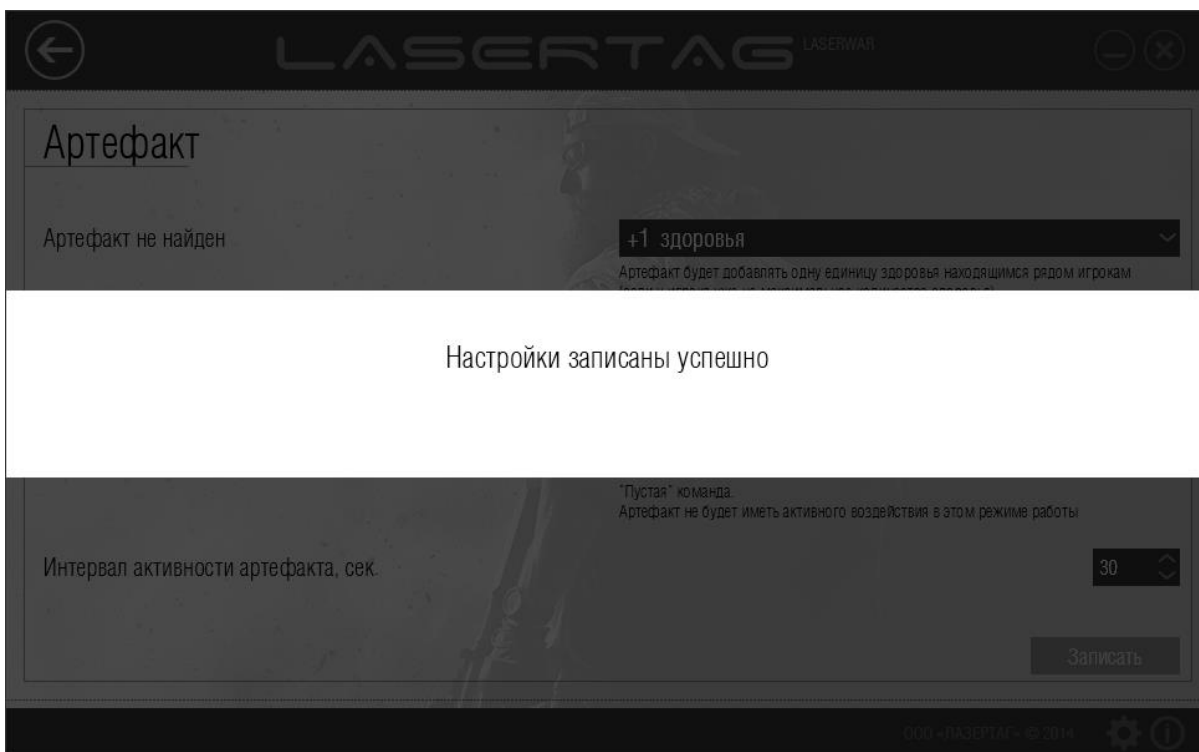 LASERTAG LASERWAR
Артефакт
Артефакт не найден
+1 здоровья
Артефакт будет добавлять одну единицу здоровья находящимся рядом игрокам
Настройки записаны успешно
"Пустая" команда.
Артефакт не будет иметь активного воздействия в этом режиме работы
Интервал активности артефакта, сек.
30
Записать
ООО «ЛАЗЕРТАГ» © 2014